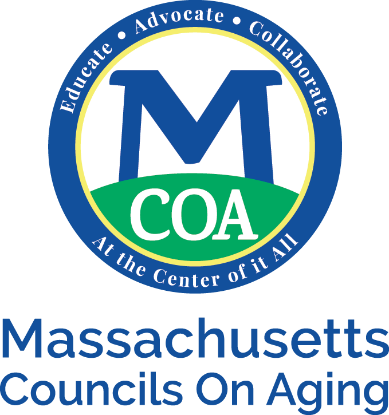 Educate • Advocate • Collaborate
M
COA
At the Center of it All
Massachusetts
Councils On Aging